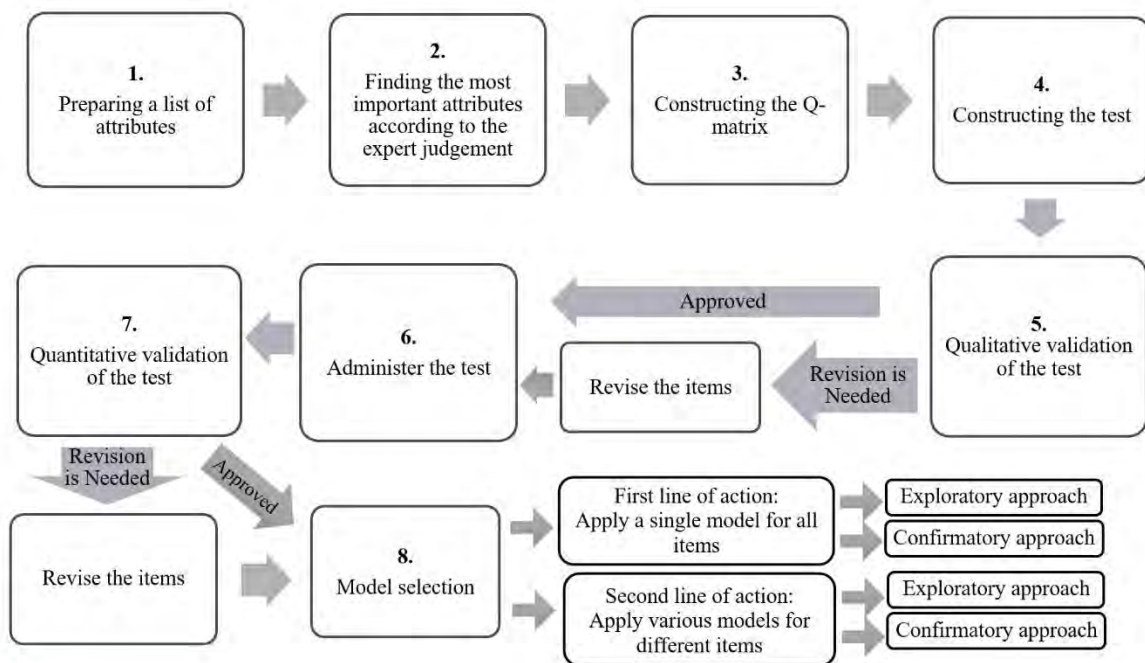 1.
Preparing a list of
attributes
2.
Finding the most
important attributes
according to the
expert judgement
3.
Constructing the Q-
matrix
4.
Constructing the test
5.
Qualitative validation
of the test
Approved
Revision is
Needed
Revise the items
6.
Administer the test
7.
Quantitative validation
of the test
Revision
is Needed
Approved
Revise the items
8.
Model selection
First line of action:
Apply a single model for all
items
Exploratory approach
Confirmatory approach
Second line of action:
Apply various models for
different items
Exploratory approach
Confirmatory approach